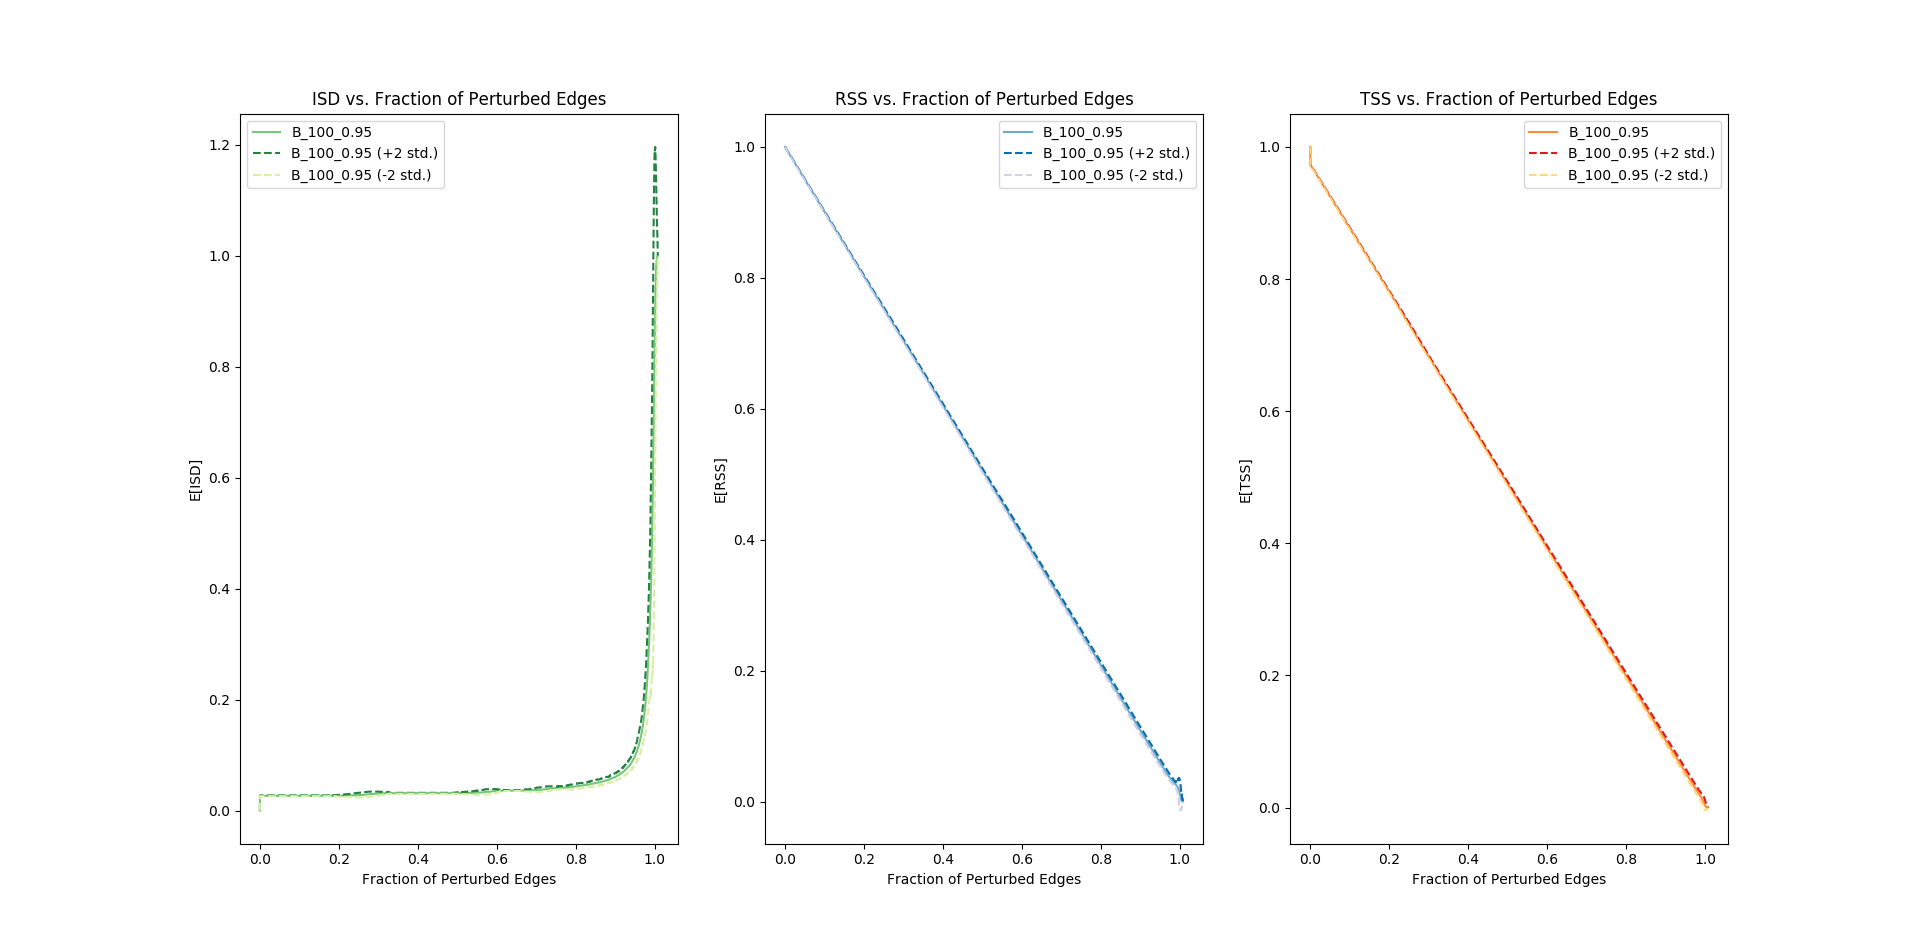 ISD vs. Fraction of Perturbed Edges
B_100_0.95
B_100_0.95 (+2 std.)
B_100_0.95 (-2 std.)
1.2
1.0
0.8
0.6
0.4
0.2
0.0
E[ISD]
0.0 0.2 0.4 0.6 0.8 1.0
Fraction of Perturbed Edges
RSS vs. Fraction of Perturbed Edges
B_100_0.95
B_100_0.95 (+2 std.)
B_100_0.95 (-2 std.)
1.0
0.8
0.6
0.4
0.2
0.0
E[RSS]
0.0 0.2 0.4 0.6 0.8 1.0
Fraction of Perturbed Edges
TSS vs. Fraction of Perturbed Edges
B_100_0.95
B_100_0.95 (+2 std.)
B_100_0.95 (-2 std.)
1.0
0.8
0.6
0.4
0.2
0.0
E[TSS]
0.0 0.2 0.4 0.6 0.8 1.0
Fraction of Perturbed Edges